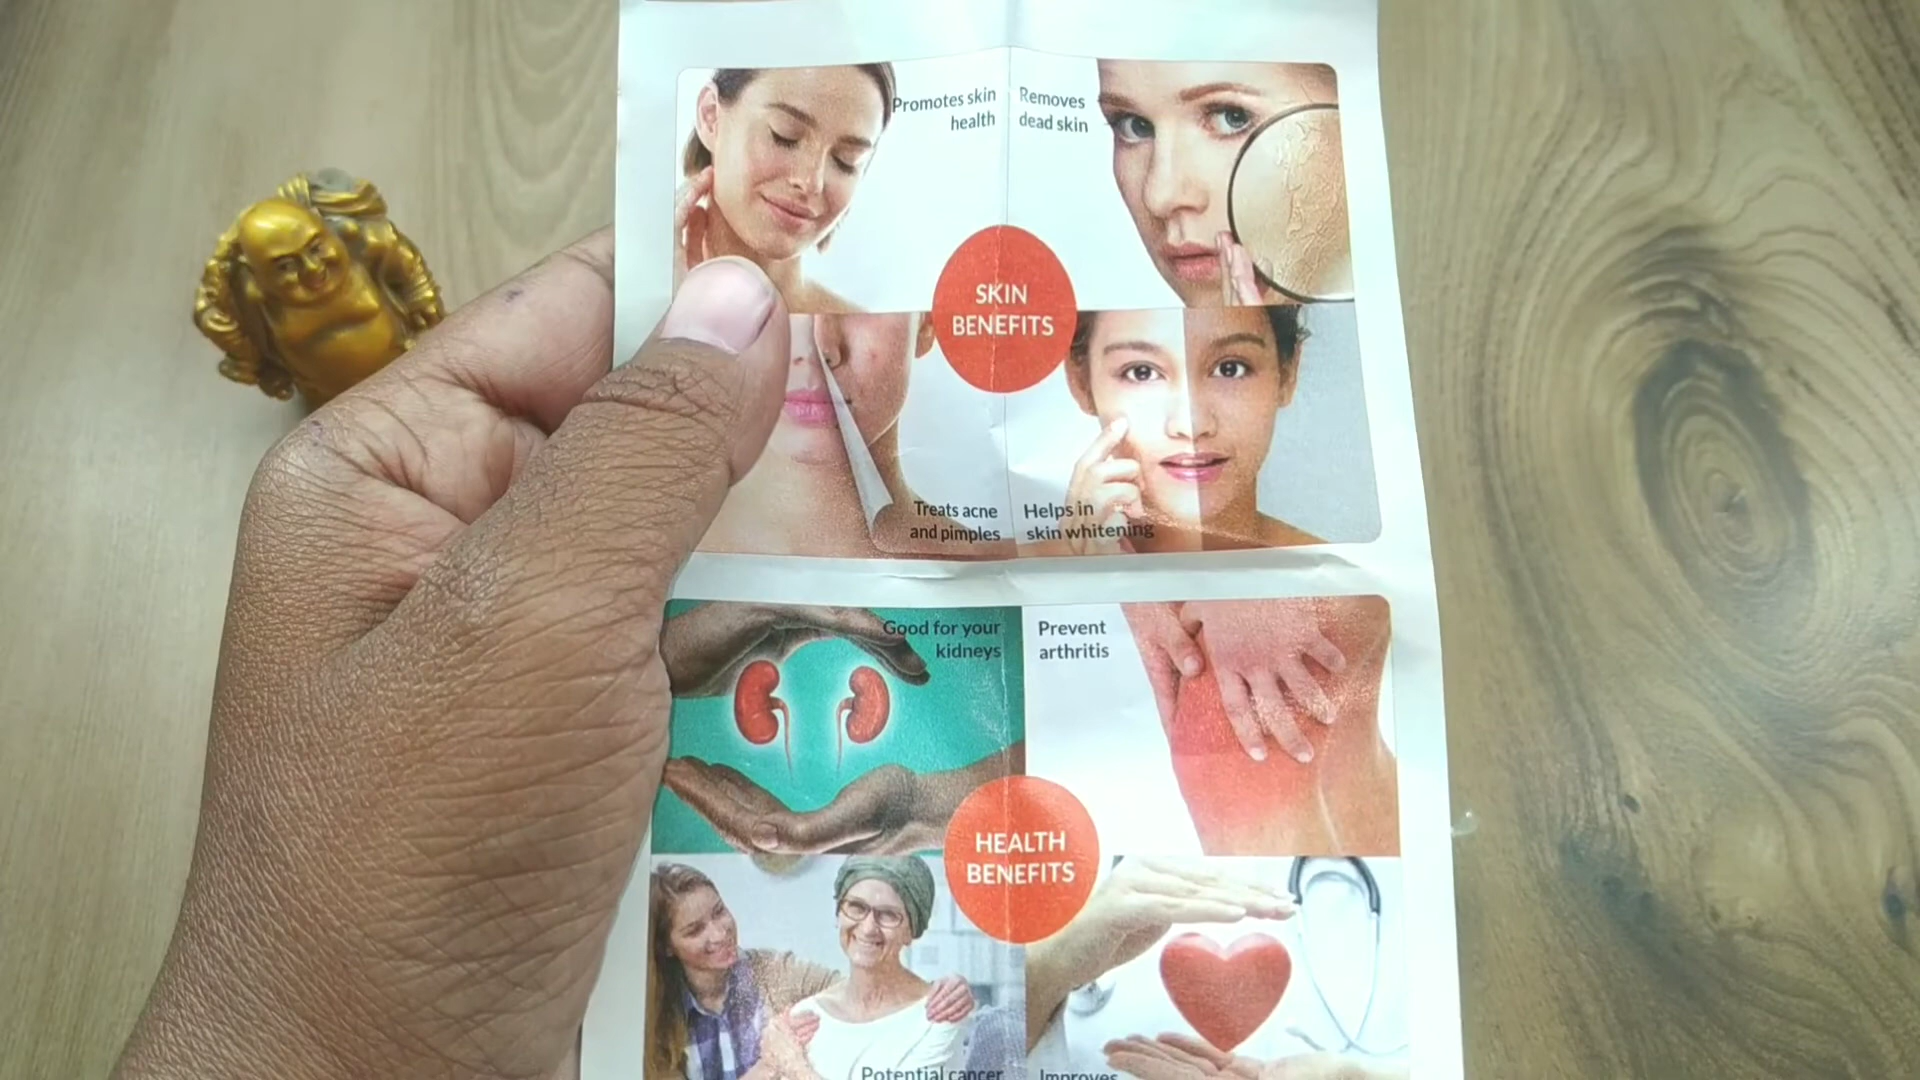 Promotes skin
health
Removes
dead skin
SKIN
BENEFITS
Treats acne
and pimples
Helps in
skin whitening
Good for your
kidneys
Prevent
arthritis
HEALTH
BENEFITS
Potential cancer
Improves